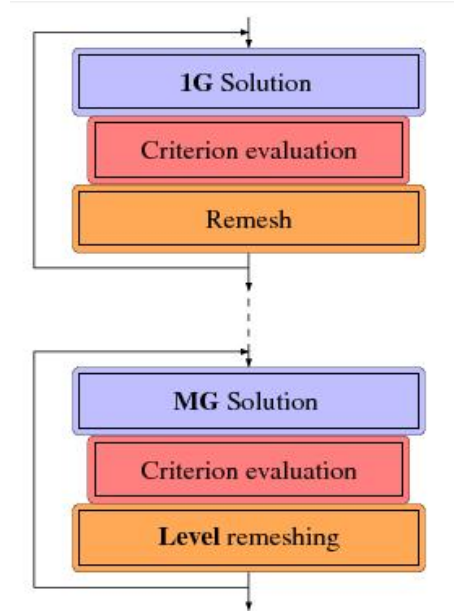 1G Solution
Criterion evaluation
Remesh
MG Solution
Criterion evaluation
Level remeshing